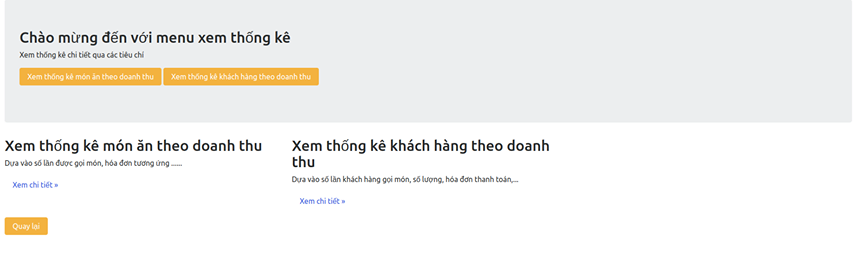 Chào mừng đến với menu xem thống kê
Xem thống kê chi tiết qua các tiêu chí
Xem thống kê món ăn theo doanh thu
Xem thống kê khách hàng theo doanh thu
Xem thống kê món ăn theo doanh thu
Dựa vào số lần được gọi món, hóa đơn tương ứng ......
Xem chi tiết »
Xem thống kê khách hàng theo doanh
thu
Dựa vào số lần khách hàng gọi món, số lượng, hóa đơn thanh toán,...
Xem chi tiết »
Quay lại